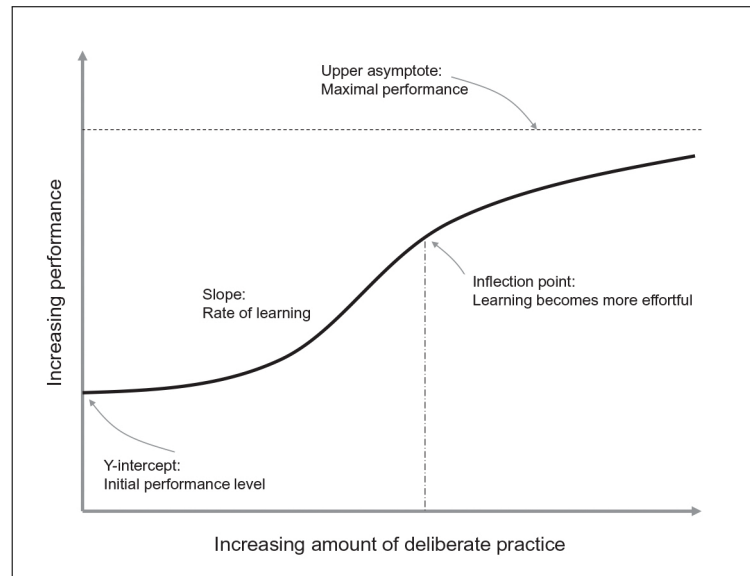 Upper asymptote:
Maximal performance
Increasing performance
Slope:
Rate of learning
Inflection point:
Learning becomes more effortful
Y-intercept:
Initial performance level
Increasing amount of deliberate practice